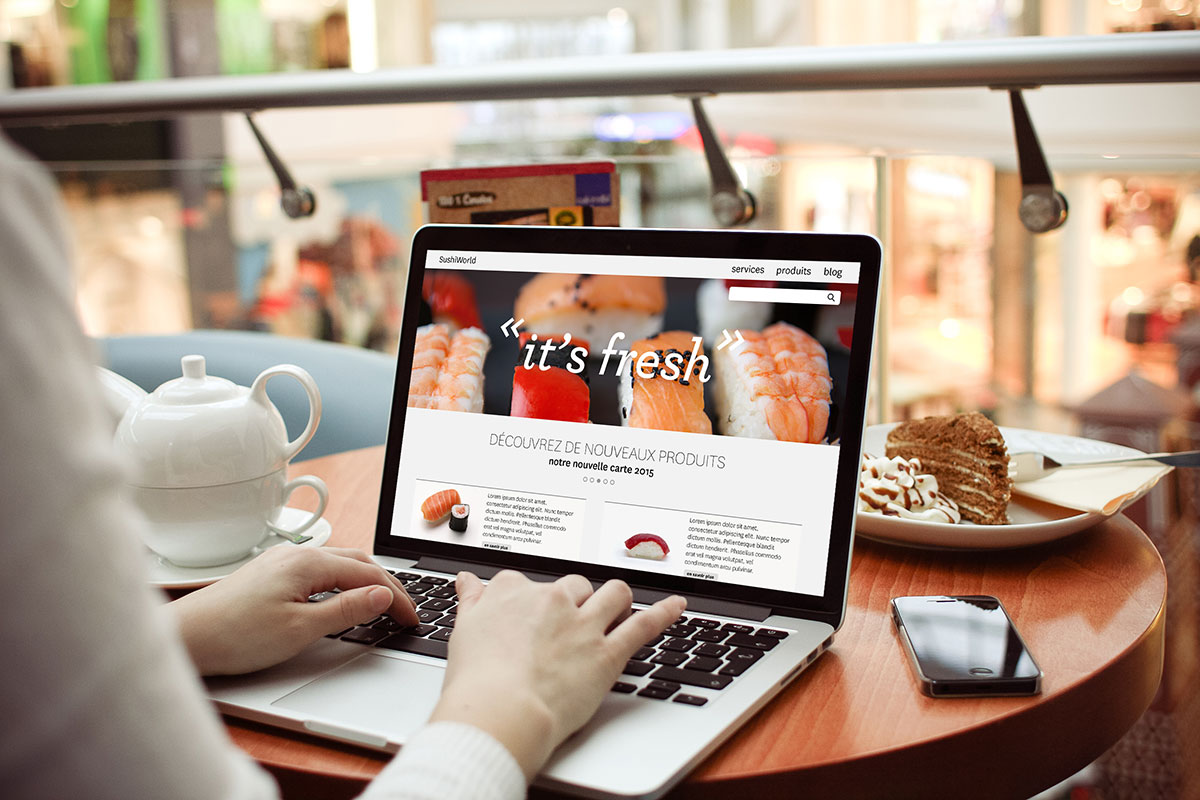 SushiWorld
services produits blog
« it's fresh »
DÉCOUVREZ DE NOUVEAUX PRODUITS
notre nouvelle carte 2015
Lorem ipsum dolor sit amet,
consectetur adipiscing elit. Nunc tempor
dictum mollis. Pellentesque blandit
dictum hendrerit. Phasellus commodo
erat vel magna volutpat, vel
condimentum arcu pulvinar.
en savoir plus
Lorem ipsum dolor sit amet,
consectetur adipiscing elit. Nunc tempor
dictum mollis. Pellentesque blandit
dictum hendrerit. Phasellus commodo
erat vel magna volutpat, vel
condimentum arcu pulvinar.
en savoir plus